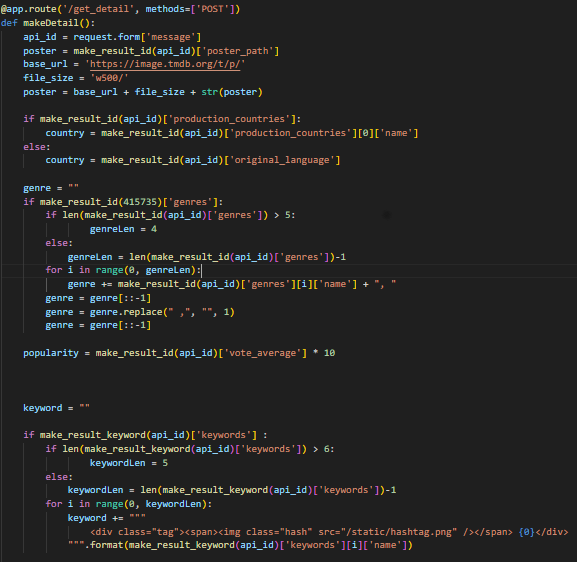 @app.route('/get_detail', methods=['POST'])
def makeDetail():
    api_id = request.form['message']
    poster = make_result_id(api_id)['poster_path']
    base_url = 'https://image.tmdb.org/t/p/'
    file_size = 'w500/'
    poster = base_url + file_size + str(poster)

    if make_result_id(api_id)['production_countries']:
        country = make_result_id(api_id)['production_countries'][0]['name']
    else:
        country = make_result_id(api_id)['original_language']

    genre = ""
    if make_result_id(415735)['genres']:
        if len(make_result_id(api_id)['genres']) > 5:
                genreLen = 4
        else:
            genreLen = len(make_result_id(api_id)['genres'])-1
        for i in range(0, genreLen):
            genre += make_result_id(api_id)['genres'][i]['name'] + ", "
        genre = genre[::-1]
        genre = genre.replace(" ,", "", 1)
        genre = genre[::-1]

    popularity = make_result_id(api_id)['vote_average'] * 10

    keyword = ""

    if make_result_keyword(api_id)['keywords'] :
        if len(make_result_keyword(api_id)['keywords']) > 6:
                keywordLen = 5
        else:
            keywordLen = len(make_result_keyword(api_id)['keywords'])-1
        for i in range(0, keywordLen):
            keyword += """
                <div class="tag"><span><img class="hash" src="/static/hashtag.png" /></span> {0}</div>
            """.format(make_result_keyword(api_id)['keywords'][i]['name'])